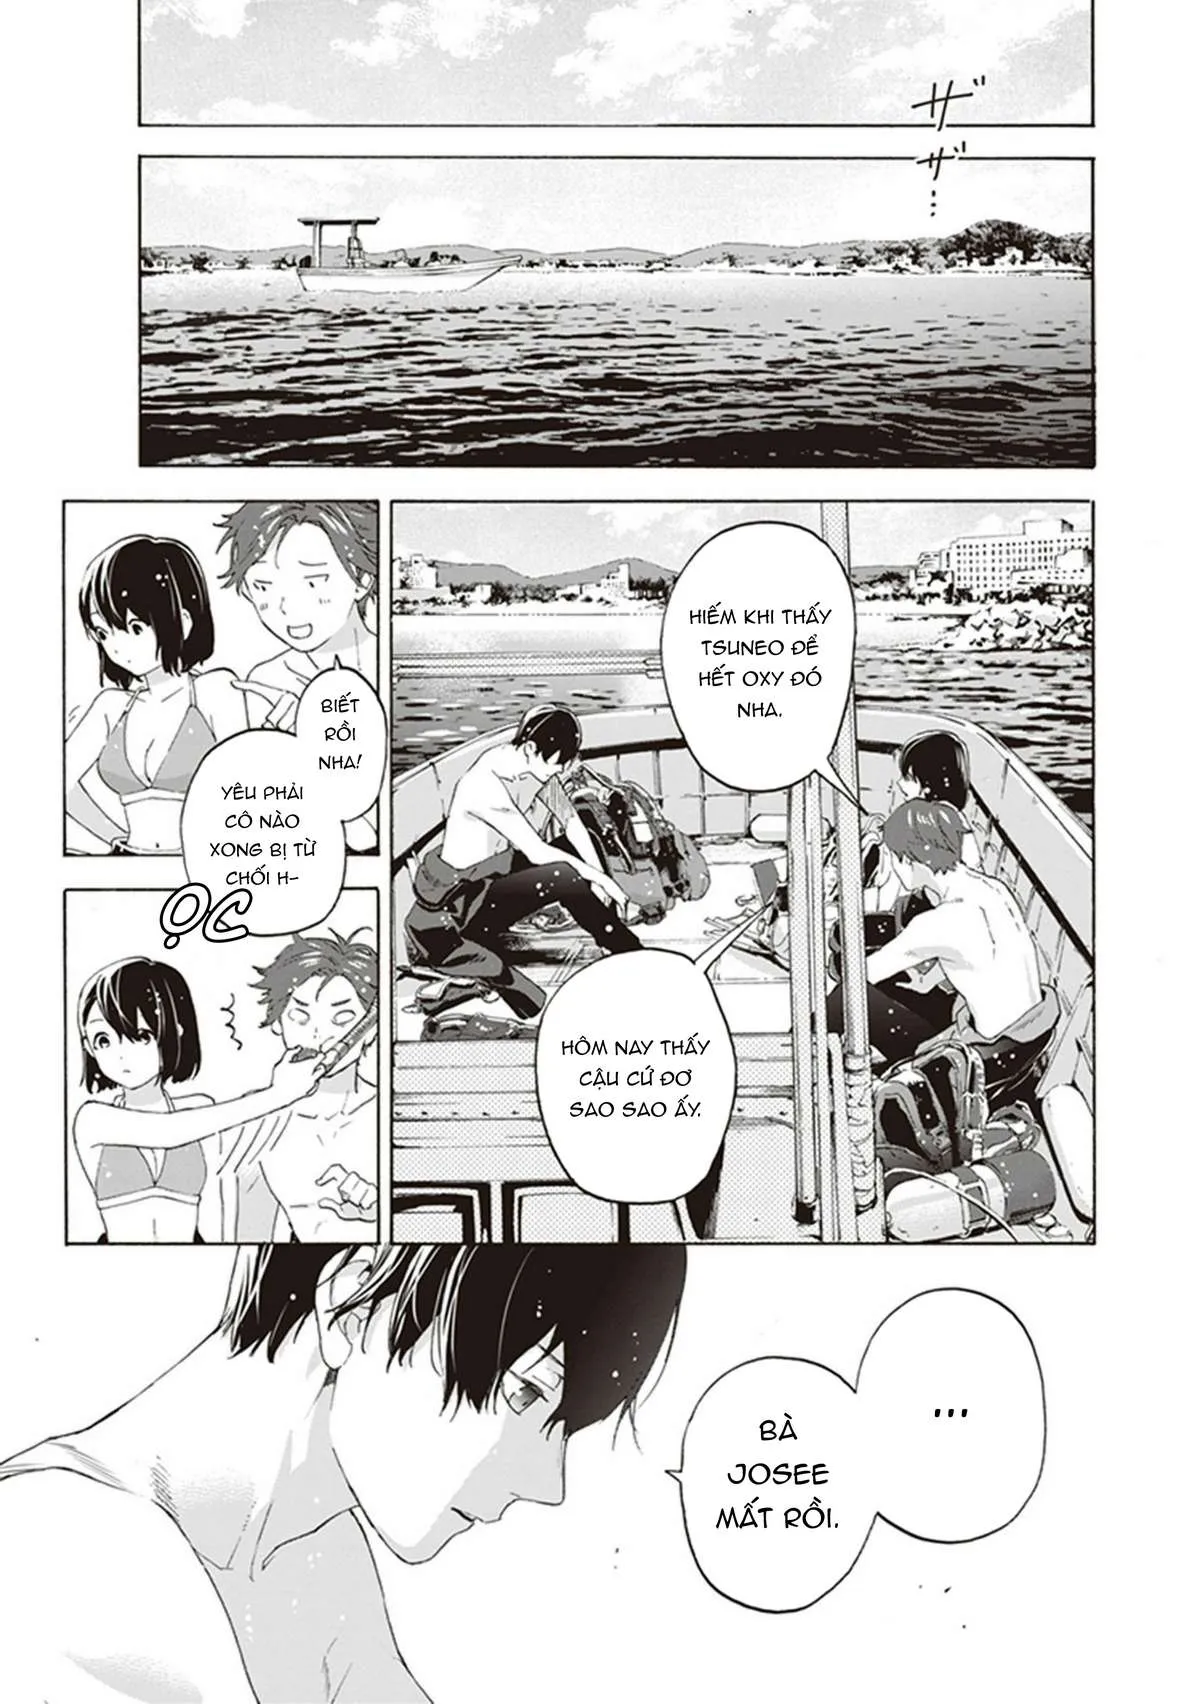 ザザ…
HIẾM KHI THẤY
TSUNEO ĐỂ
HẾT OXY ĐÓ
NHA.
HÔM NAY THẤY
CẬU CỨ ĐƠ
SAO SAO ẤY.
BIẾT
RỒI
NHA!
YÊU PHẢI
CÔ NÀO
XONG BỊ TỪ
CHỐI H-
ỌC
...
BÀ
JOSEE
MẤT RỒI.